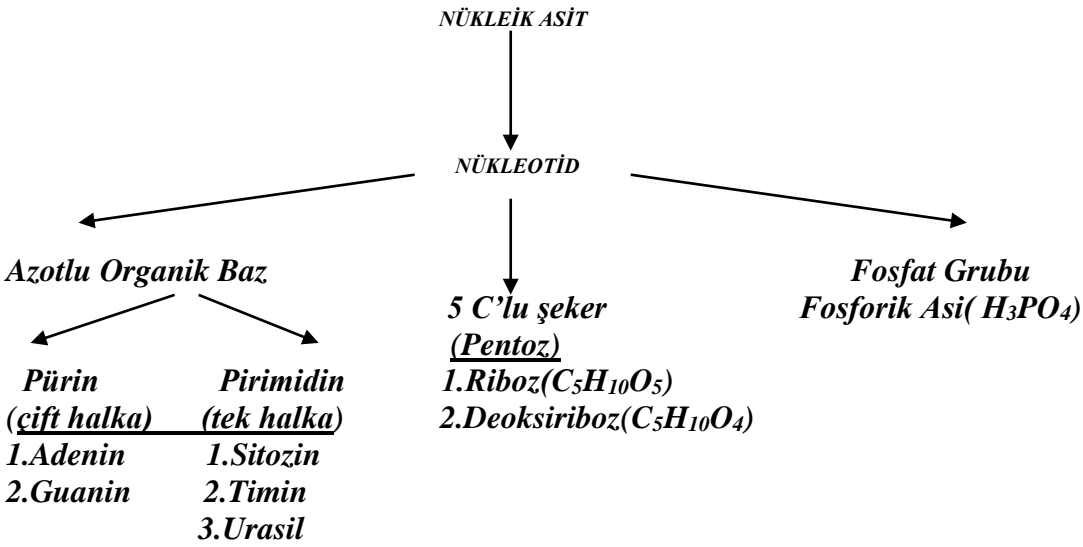 NÜKLEİK ASİT
NÜKLEOTİD
Azotlu Organik Baz
Fosfat Grubu
5 C’lu şeker
Fosforik Asi( H₃PO₄)
(Pentoz)
Pürin Pirimidin
1.Riboz(C₅H₁₀O₅)
(çift halka) (tek halka)
2.Deoksiriboz(C₅H₁₀O₄)
1.Adenin 1.Sitozin
2.Guanin 2.Timin
3.Urasil